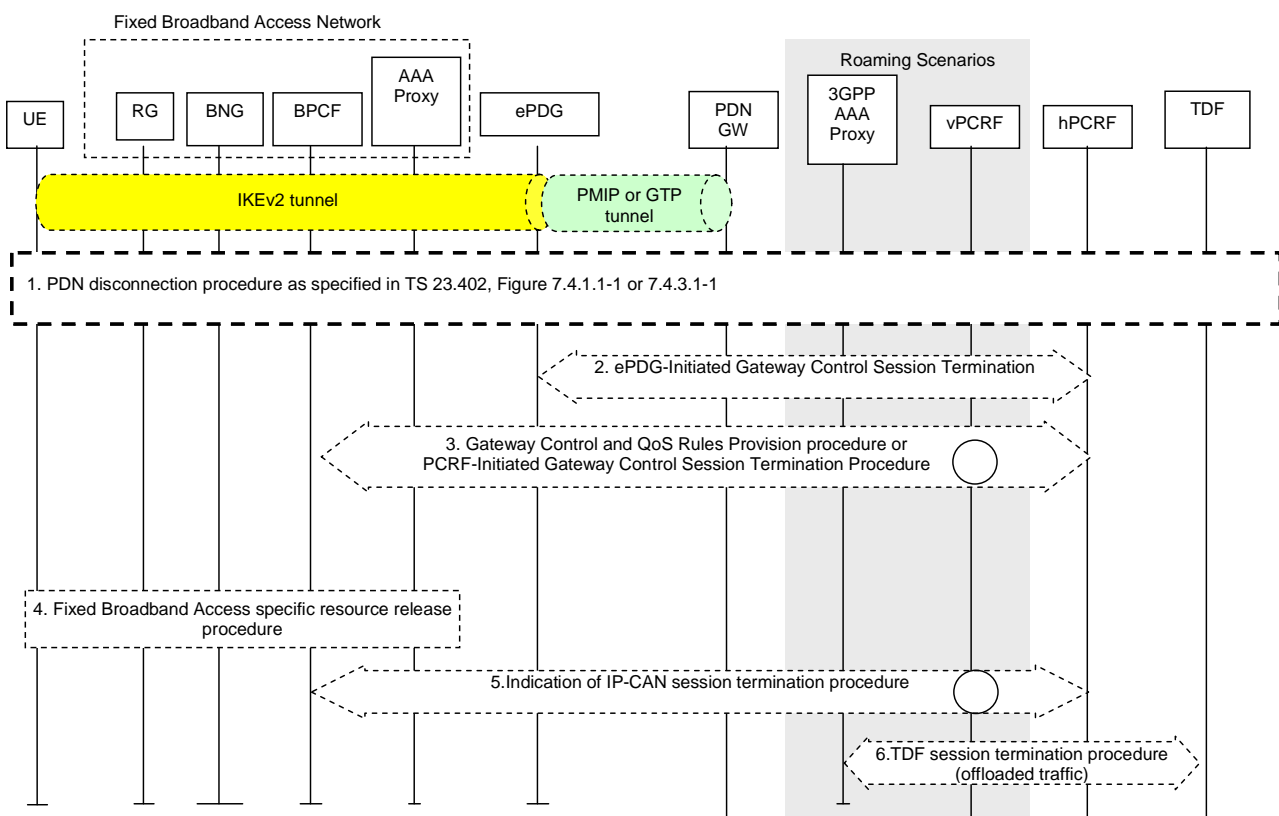 Fixed Broadband Access Network
Roaming Scenarios
UE
RG
BNG
BPCF
AAA
Proxy
ePDG
PDN
GW
3GPP
AAA
Proxy
vPCRF
hPCRF
TDF
IKEv2 tunnel
PMIP or GTP
tunnel
1. PDN disconnection procedure as specified in TS 23.402, Figure 7.4.1.1-1 or 7.4.3.1-1
2. ePDG-Initiated Gateway Control Session Termination
3. Gateway Control and QoS Rules Provision procedure or
PCRF-Initiated Gateway Control Session Termination Procedure
4. Fixed Broadband Access specific resource release
procedure
5.Indication of IP-CAN session termination procedure
6.TDF session termination procedure
(offloaded traffic)